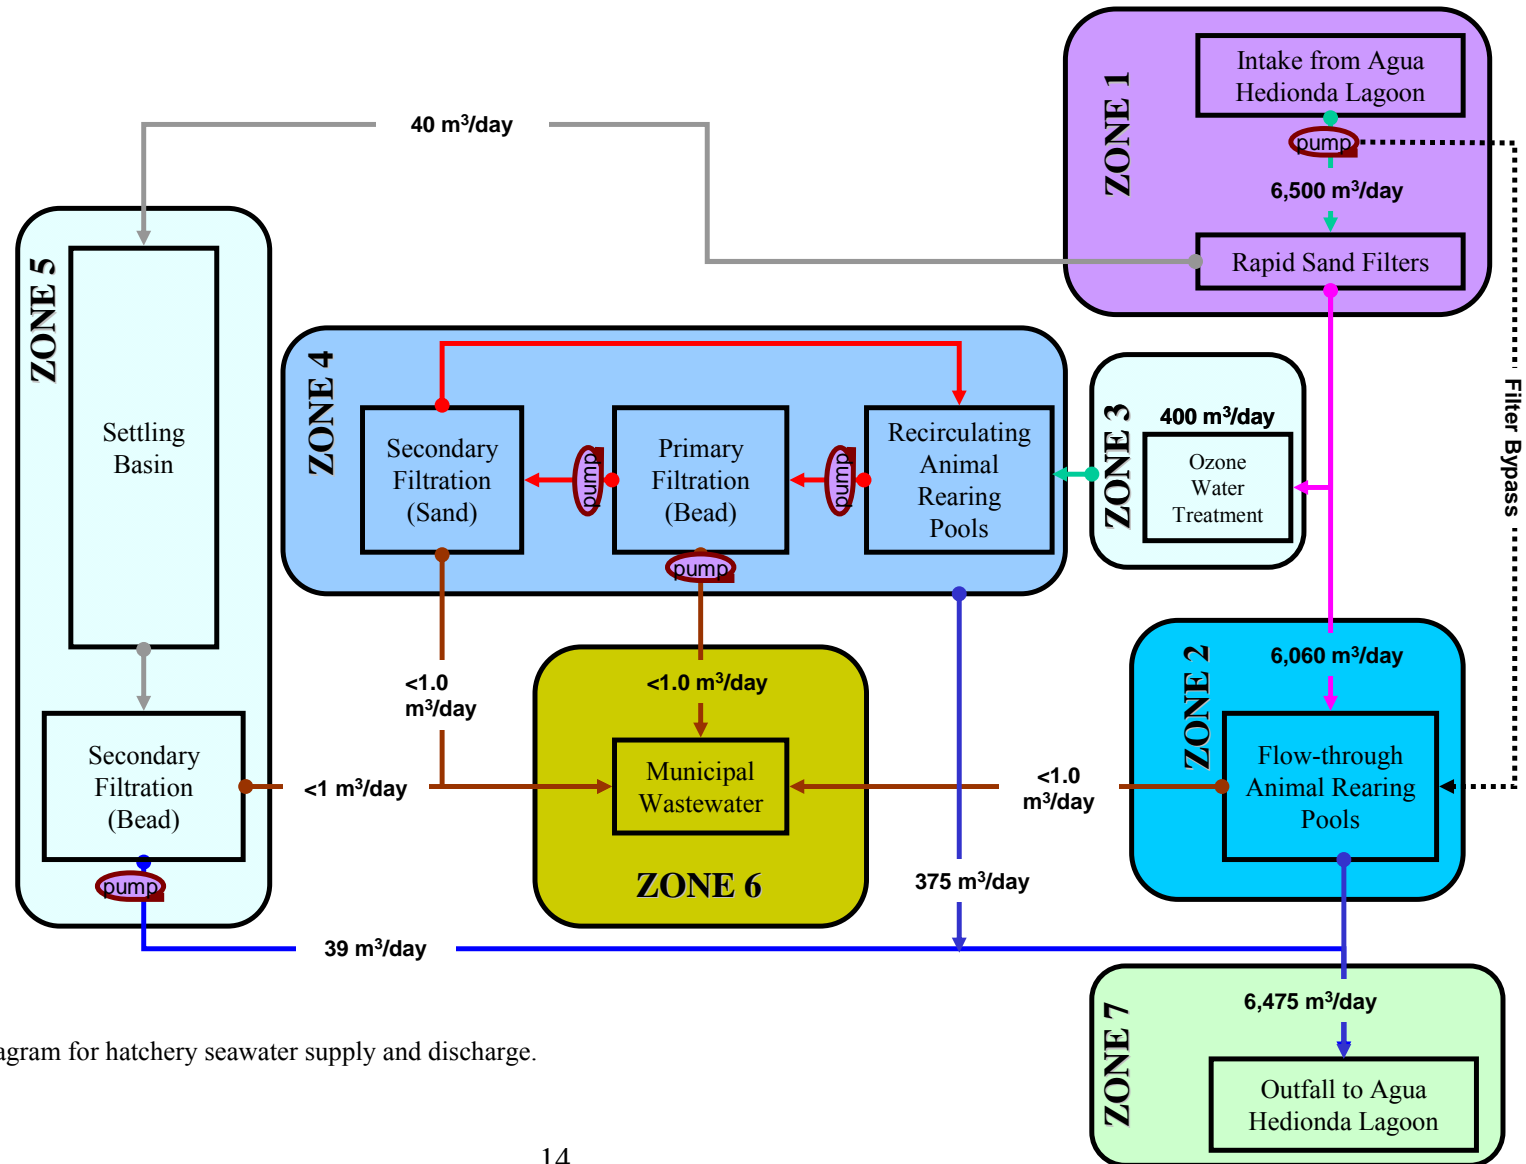 ZONE 1
Intake from Agua
Hedionda Lagoon
pump
6,500 m³/day
Rapid Sand Filters
40 m³/day
Filter Bypass
ZONE 5
Settling
Basin
Secondary
Filtration
(Bead)
pump
<1 m³/day
39 m³/day
ZONE 4
Secondary
Filtration
(Sand)
pump
Primary
Filtration
(Bead)
pump
pump
Recirculating
Animal
Rearing
Pools
ZONE 3
400 m³/day
Ozone
Water
Treatment
<1.0
m³/day
<1.0 m³/day
Municipal
Wastewater
ZONE 6
375 m³/day
<1.0
m³/day
ZONE 2
6,060 m³/day
Flow-through
Animal Rearing
Pools
ZONE 7
6,475 m³/day
Outfall to Agua
Hedionda Lagoon
agram for hatchery seawater supply and discharge.
14